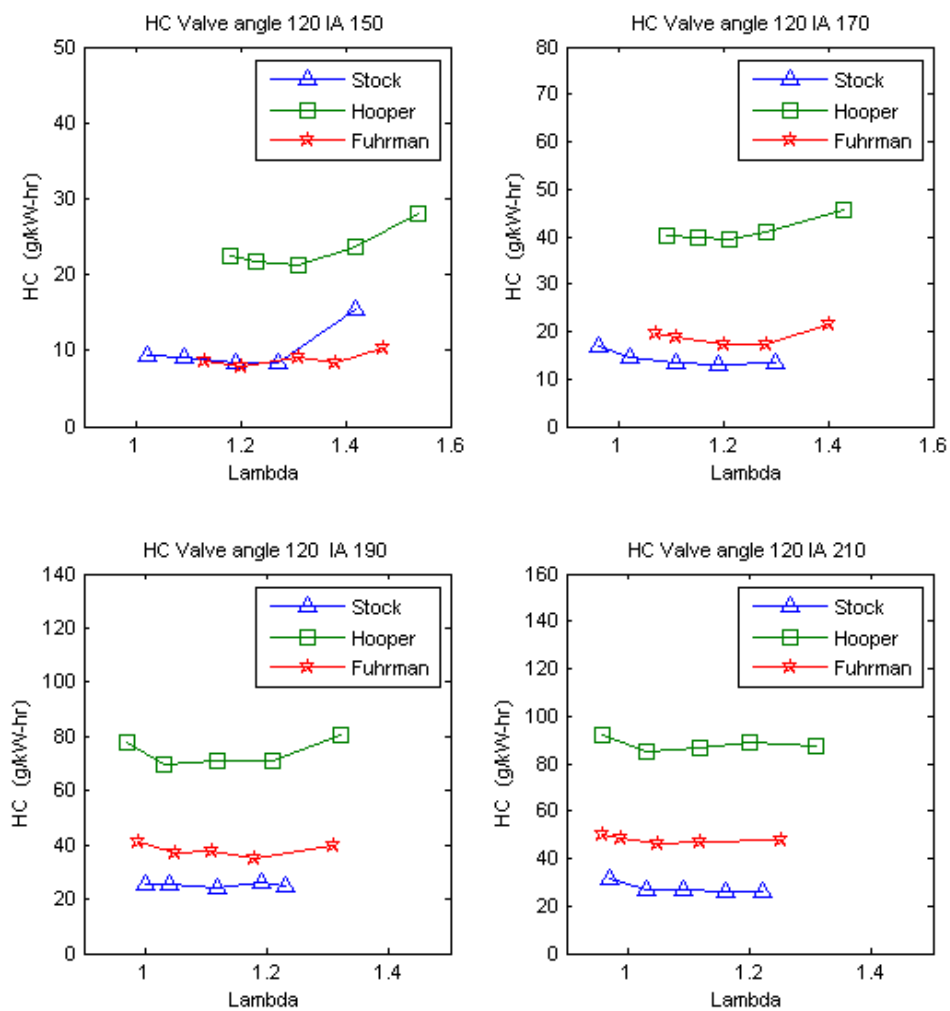 HC Valve angle 120 IA 150
50
40
30
20
10
0
HC (g/kW-hr)
Stock
Hooper
Fuhrman
1
1.2
1.4
1.6
Lambda
HC Valve angle 120 IA 170
80
70
60
50
40
30
20
10
0
HC (g/kW-hr)
Stock
Hooper
Fuhrman
1
1.2
1.4
1.6
Lambda
HC Valve angle 120 IA 190
140
120
100
80
60
40
20
0
HC (g/kW-hr)
Stock
Hooper
Fuhrman
1
1.2
1.4
Lambda
HC Valve angle 120 IA 210
160
140
120
100
80
60
40
20
0
HC (g/kW-hr)
Stock
Hooper
Fuhrman
1
1.2
1.4
Lambda